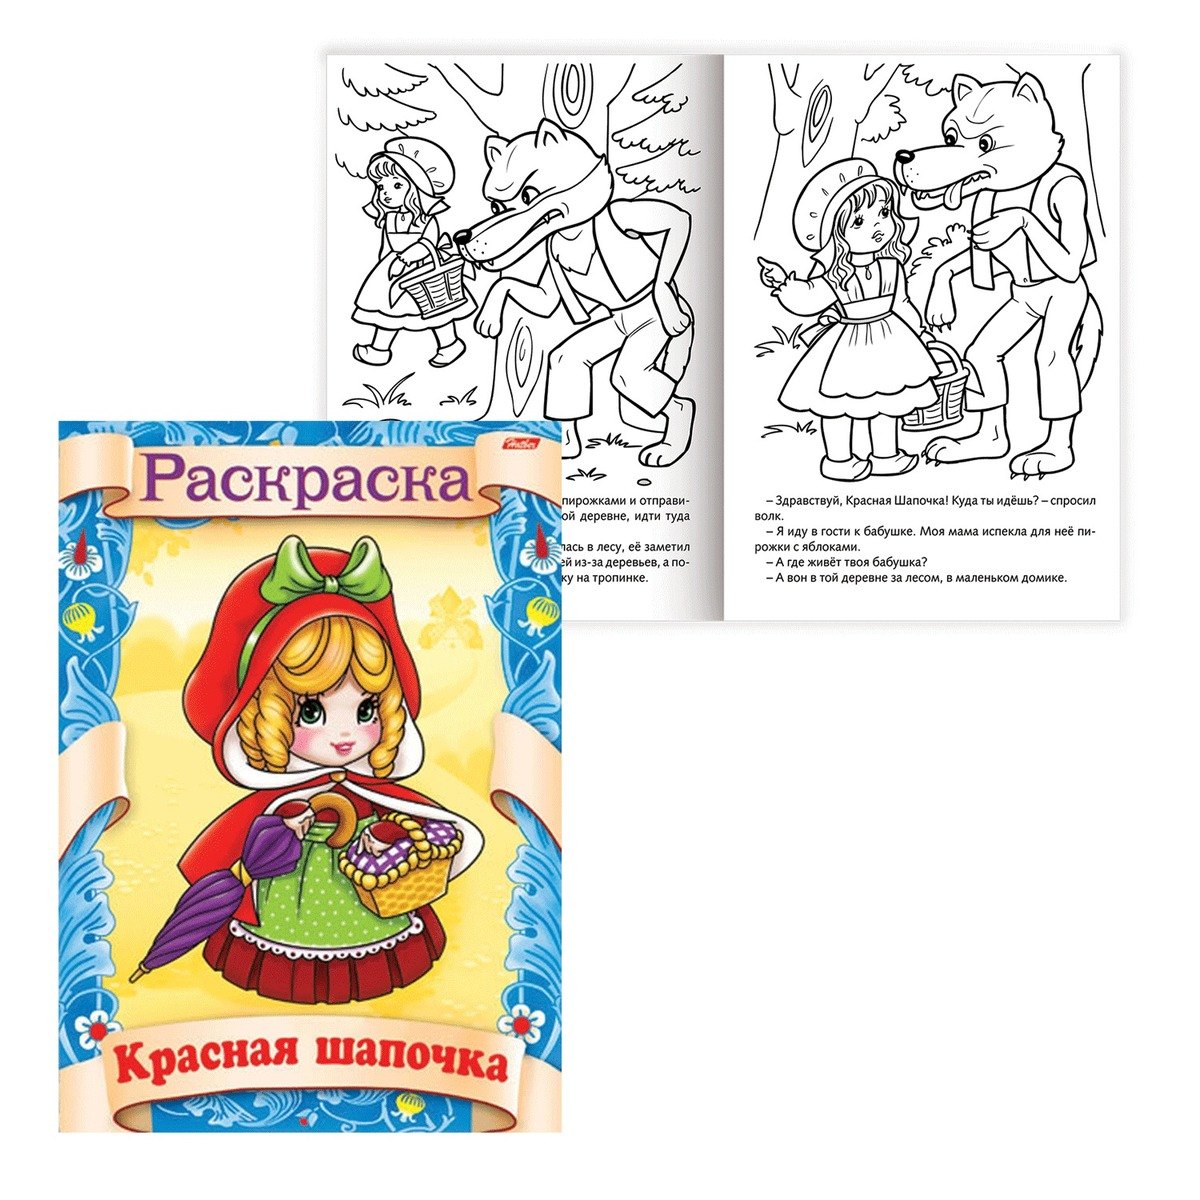 Hatber
Раскраска
Красная шапочка
пирожками и отправи-
ой деревне, идти туда
лась в лесу, её заметил
ей из-за деревьев, а по-
ку на тропинке.
– Здравствуй, Красная Шапочка! Куда ты идёшь? – спросил
волк.
– Я иду в гости к бабушке. Моя мама испекла для неё пи-
рожки с яблоками.
– А где живёт твоя бабушка?
– А вон в той деревне за лесом, в маленьком домике.